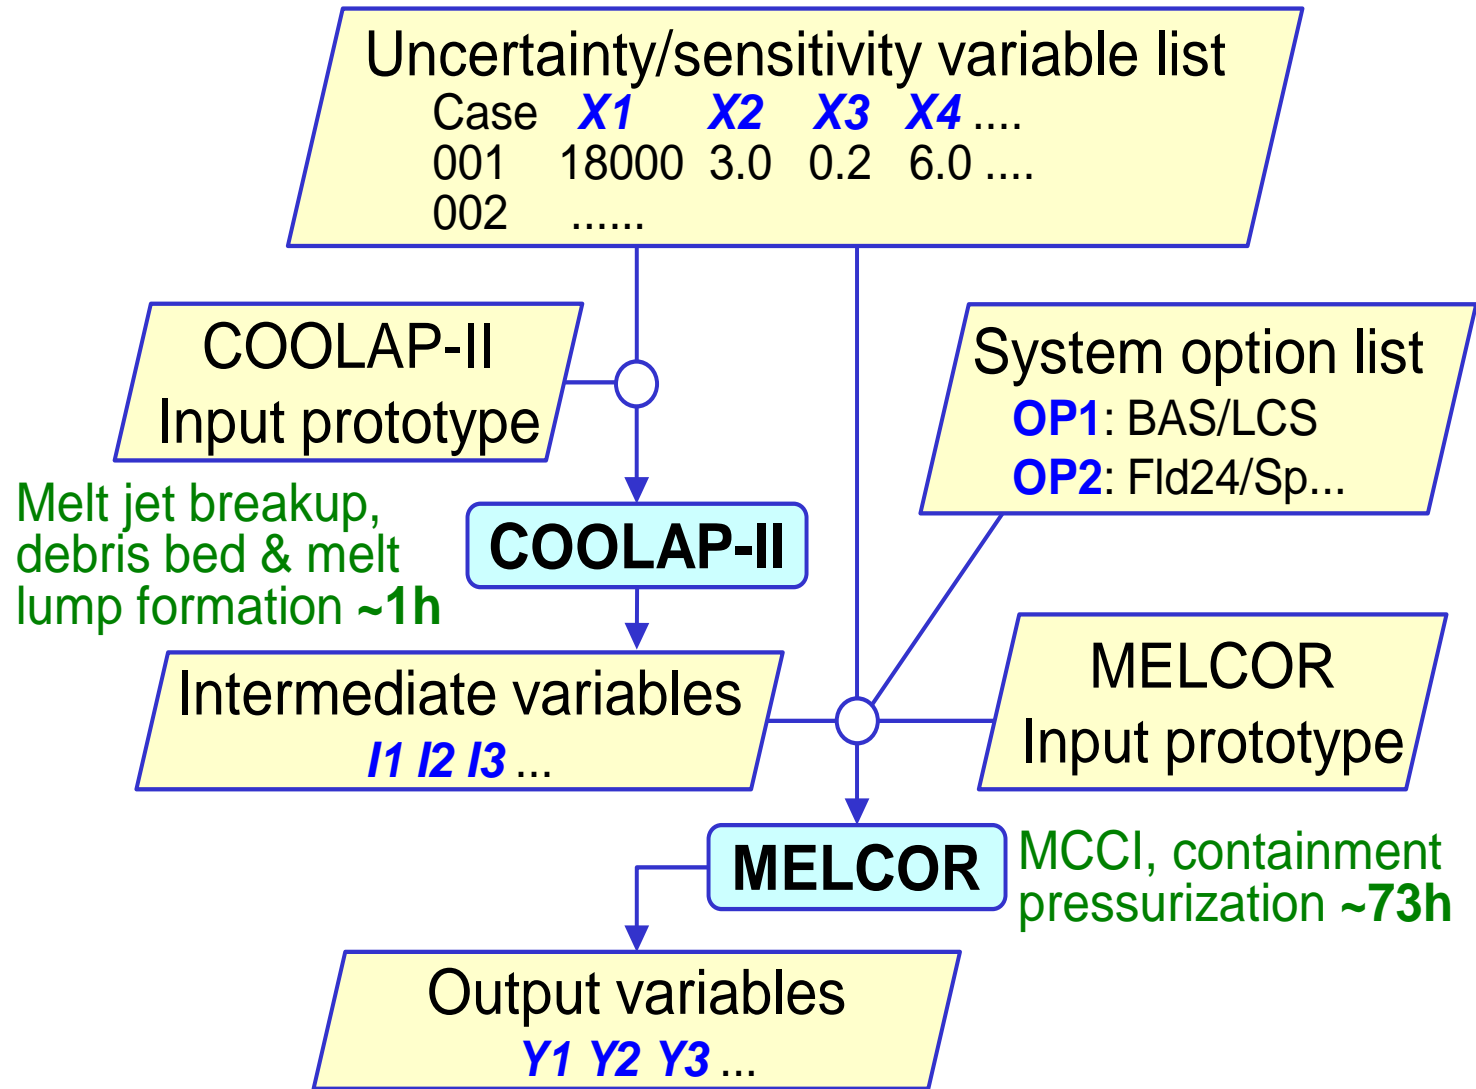 Uncertainty/sensitivity variable list
Case X1 X2 X3 X4 ....
001 18000 3.0 0.2 6.0 ....
002 ......
COOLAP-II
Input prototype
System option list
OP1: BAS/LCS
OP2: Fld24/Sp...
Melt jet breakup,
debris bed & melt
lump formation ~1h
COOLAP-II
Intermediate variables
I1 I2 I3 ...
MELCOR
Input prototype
MELCOR
MCCI, containment
pressurization ~73h
Output variables
Y1 Y2 Y3 ...